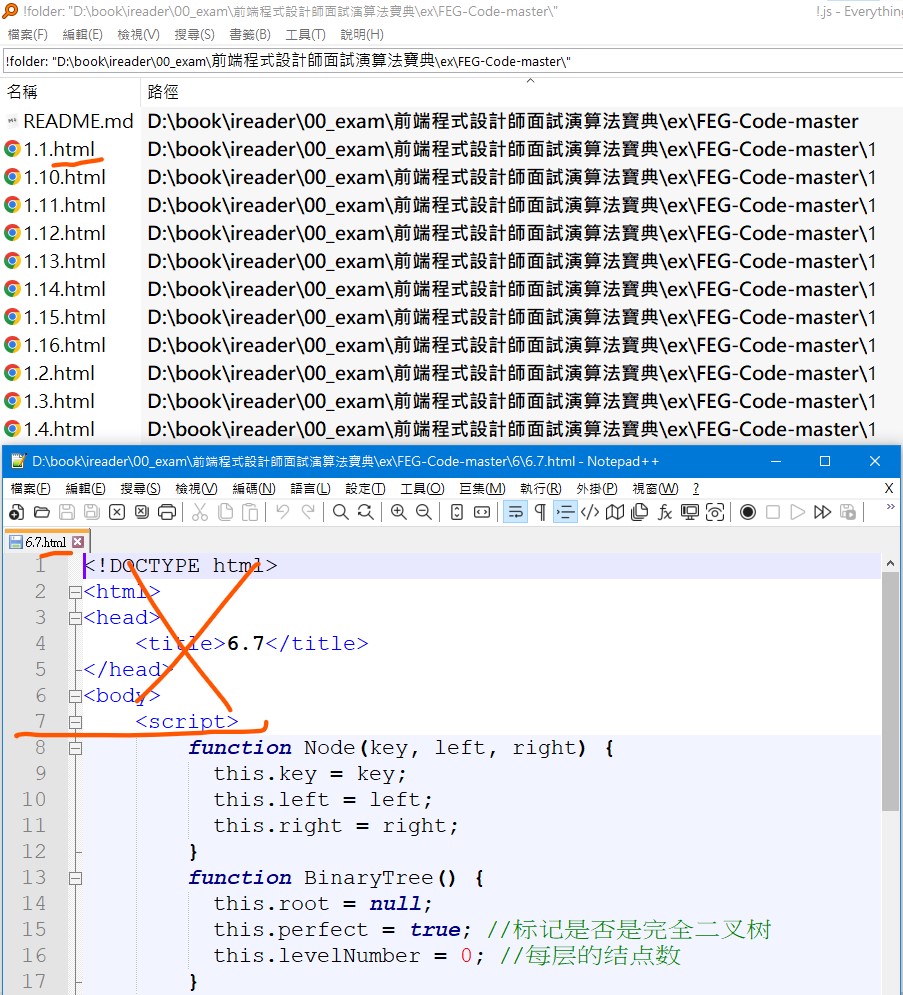 !folder: "D:\book\ireader\00_exam\前端程式設計師面試演算法寶典\ex\FEG-Code-master\" !.js - Everything
檔案(F) 編輯(E) 檢視(V) 搜尋(S) 書籤(B) 工具(T) 說明(H)
!folder: "D:\book\ireader\00_exam\前端程式設計師面試演算法寶典\ex\FEG-Code-master\"
名稱 路徑
README.md D:\book\ireader\00_exam\前端程式設計師面試演算法寶典\ex\FEG-Code-master
1.1.html D:\book\ireader\00_exam\前端程式設計師面試演算法寶典\ex\FEG-Code-master\1
1.10.html D:\book\ireader\00_exam\前端程式設計師面試演算法寶典\ex\FEG-Code-master\1
1.11.html D:\book\ireader\00_exam\前端程式設計師面試演算法寶典\ex\FEG-Code-master\1
1.12.html D:\book\ireader\00_exam\前端程式設計師面試演算法寶典\ex\FEG-Code-master\1
1.13.html D:\book\ireader\00_exam\前端程式設計師面試演算法寶典\ex\FEG-Code-master\1
1.14.html D:\book\ireader\00_exam\前端程式設計師面試演算法寶典\ex\FEG-Code-master\1
1.15.html D:\book\ireader\00_exam\前端程式設計師面試演算法寶典\ex\FEG-Code-master\1
1.16.html D:\book\ireader\00_exam\前端程式設計師面試演算法寶典\ex\FEG-Code-master\1
1.2.html D:\book\ireader\00_exam\前端程式設計師面試演算法寶典\ex\FEG-Code-master\1
1.3.html D:\book\ireader\00_exam\前端程式設計師面試演算法寶典\ex\FEG-Code-master\1
1.4.html D:\book\ireader\00_exam\前端程式設計師面試演算法寶典\ex\FEG-Code-master\1
D:\book\ireader\00_exam\前端程式設計師面試演算法寶典\ex\FEG-Code-master\6\6.7.html - Notepad++
檔案(F) 編輯(E) 搜尋(S) 檢視(V) 編碼(N) 語言(L) 設定(T) 工具(O) 巨集(M) 執行(R) 外掛(P) 視窗(W) ? X
6.7.html
1 <!DOCTYPE html>
2 <html>
3 <head>
4 <title>6.7</title>
5 </head>
6 <body>
7 <script>
8 function Node(key, left, right) {
9 this.key = key;
10 this.left = left;
11 this.right = right;
12 }
13 function BinaryTree() {
14 this.root = null;
15 this.perfect = true; //标记是否是完全二叉树
16 this.levelNumber = 0; //每层的结点数
17 }